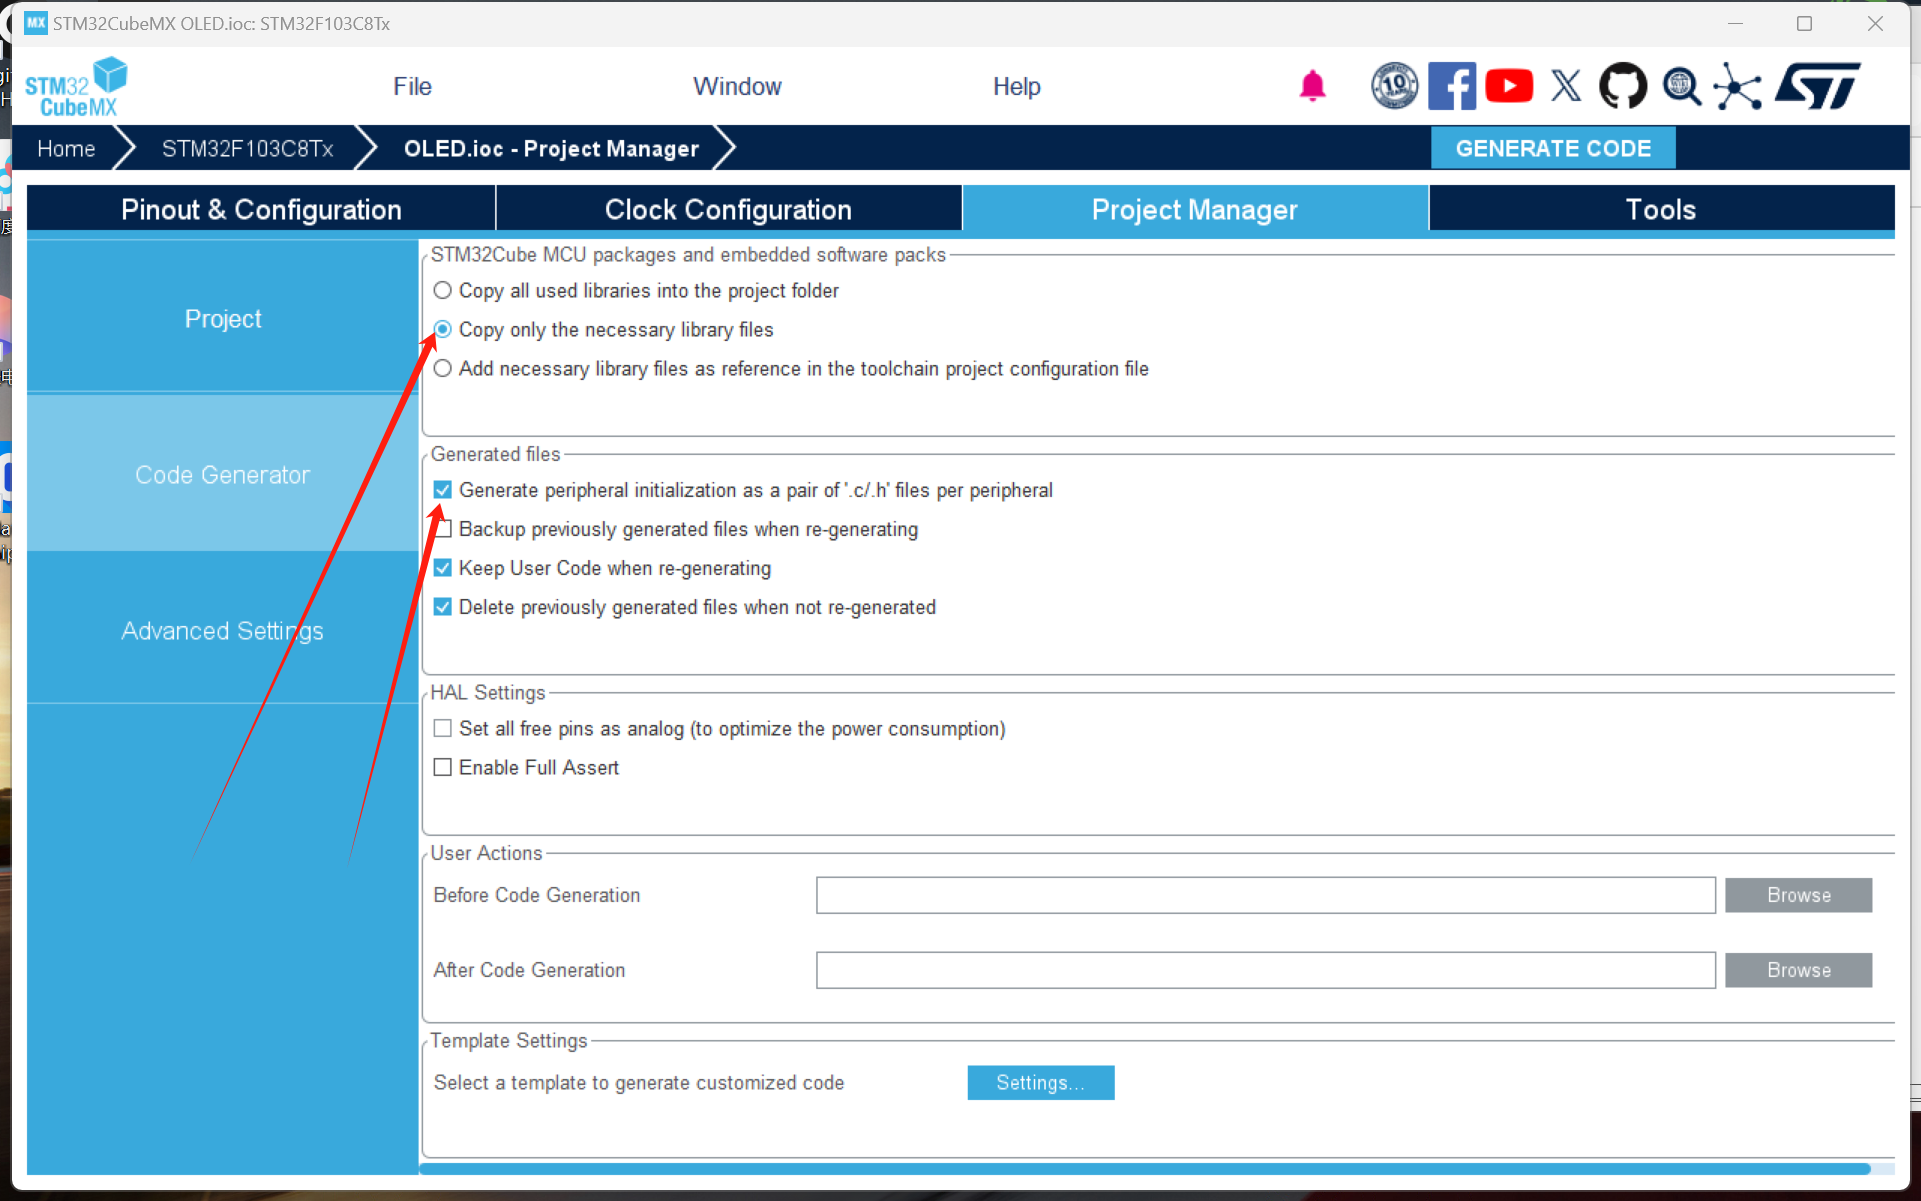 MX STM32CubeMX OLED.ioc: STM32F103C8Tx
STM32
CubeMX
File
Window
Help
10
ST
Home
STM32F103C8Tx
OLED.ioc - Project Manager
GENERATE CODE
Pinout & Configuration
Clock Configuration
Project Manager
Tools
Project
Code Generator
Advanced Settings
STM32Cube MCU packages and embedded software packs
Copy all used libraries into the project folder
Copy only the necessary library files
Add necessary library files as reference in the toolchain project configuration file
Generated files
Generate peripheral initialization as a pair of '.c/.h' files per peripheral
Backup previously generated files when re-generating
Keep User Code when re-generating
Delete previously generated files when not re-generated
HAL Settings
Set all free pins as analog (to optimize the power consumption)
Enable Full Assert
User Actions
Before Code Generation
Browse
After Code Generation
Browse
Template Settings
Select a template to generate customized code
Settings...